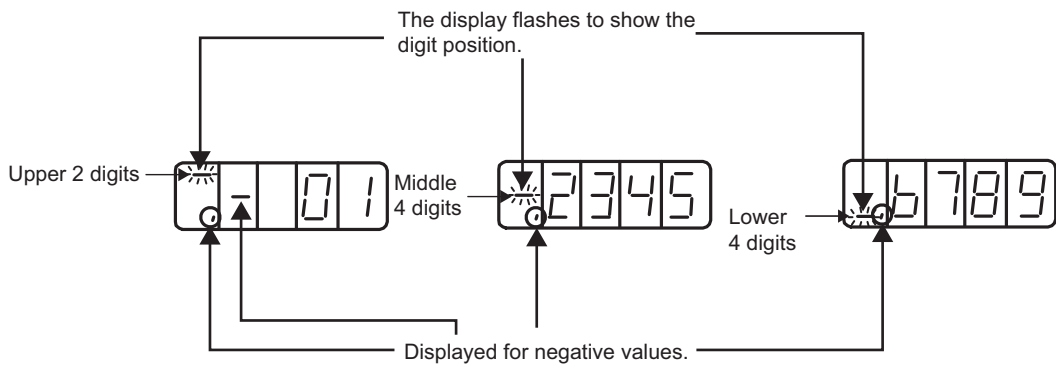 The display flashes to show the
digit position.
Upper 2 digits
- 01
Middle
4 digits
2345
Lower
4 digits
6789
Displayed for negative values.